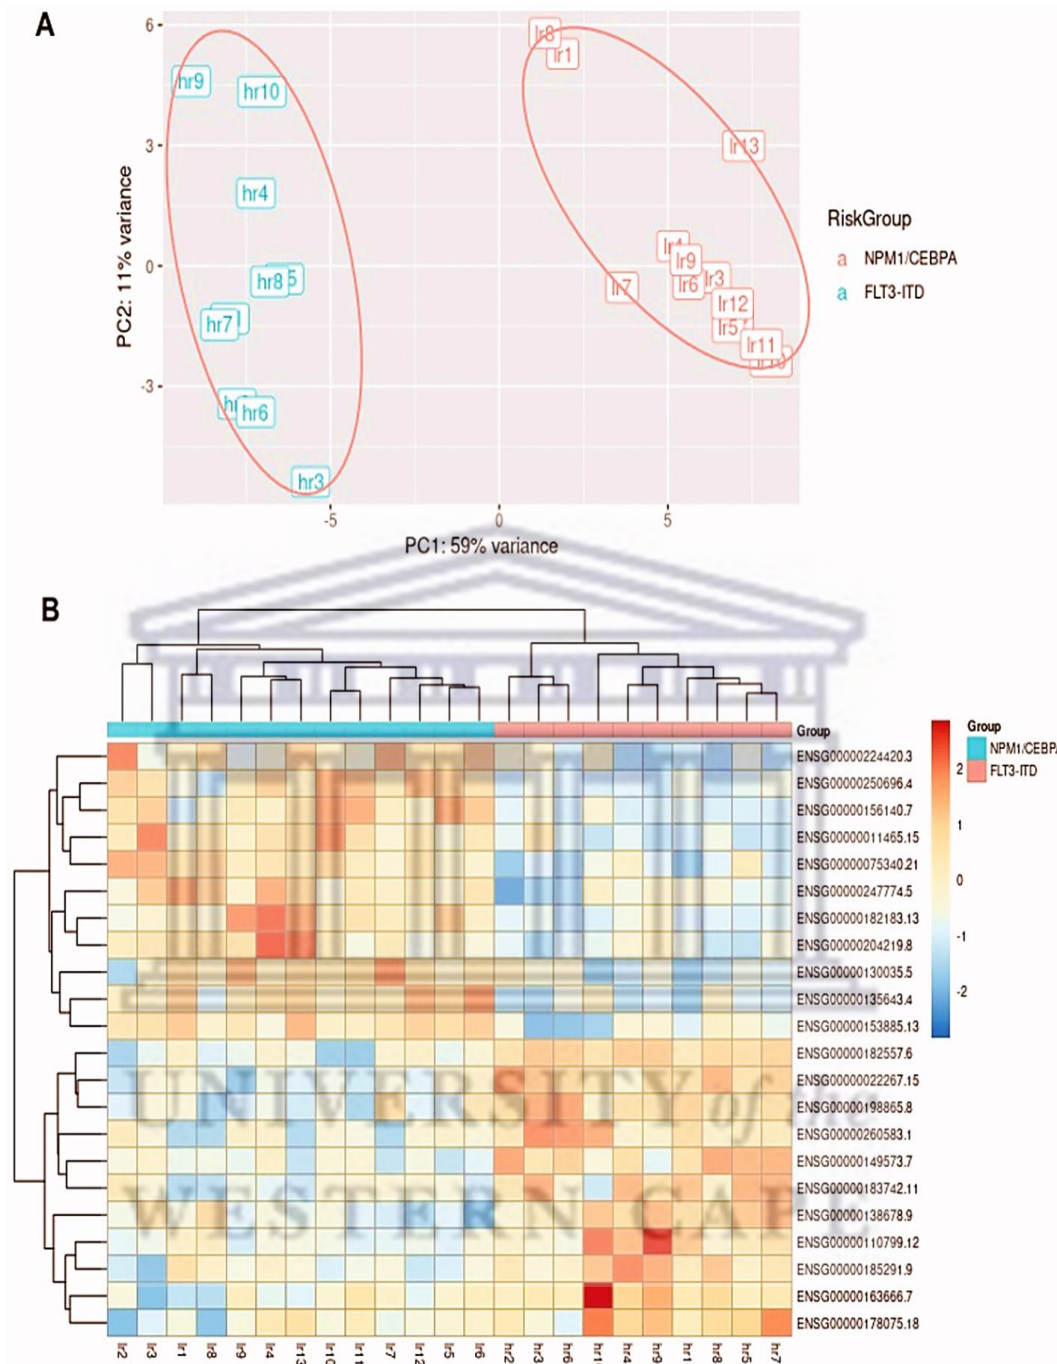 A
6
3
0
-3
PC2: 11% variance
lr8
lr1
hr9
hr10
lr13
hr4
lr9
lr3
hr8
lr7
lr6
lr12
hr7
lr5
lr11
hr6
hr3
-5
0
5
PC1: 59% variance
RiskGroup
a NPM1/CEBPA
a FLT3-ITD
B
Group
ENSG00000224420.3
ENSG00000250696.4
ENSG00000156140.7
ENSG00000011465.15
ENSG00000075340.21
ENSG00000247774.5
ENSG00000182183.13
ENSG00000204219.8
ENSG00000130035.5
ENSG00000135643.4
ENSG00000153885.13
ENSG00000182557.6
ENSG00000022267.15
ENSG00000198865.8
ENSG00000260583.1
ENSG00000149573.7
ENSG00000183742.11
ENSG00000138678.9
ENSG00000110799.12
ENSG00000185291.9
ENSG00000163666.7
ENSG00000178075.18
Group
NPM1/CEBPA
FLT3-ITD
2
1
0
-1
-2
UNIVERSITY of the
WESTERN CAPE
lr2 lr3 lr1 lr8 lr9 lr4 lr13 lr10 lr11 lr7 lr12 lr5 lr6 hr2 hr3 hr6 hr10 hr4 hr9 hr1 hr8 hr5 hr7